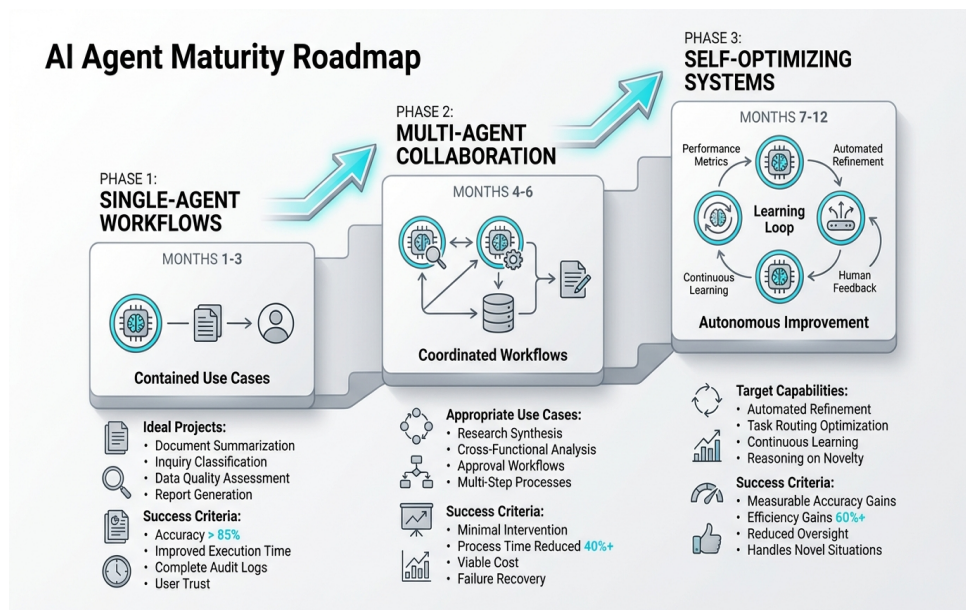 AI Agent Maturity Roadmap
PHASE 1:
SINGLE-AGENT
WORKFLOWS
MONTHS 1-3
Contained Use Cases
Ideal Projects:
• Document Summarization
• Inquiry Classification
• Data Quality Assessment
• Report Generation
Success Criteria:
• Accuracy > 85%
• Improved Execution Time
• Complete Audit Logs
• User Trust
PHASE 2:
MULTI-AGENT
COLLABORATION
MONTHS 4-6
Coordinated Workflows
Appropriate Use Cases:
• Research Synthesis
• Cross-Functional Analysis
• Approval Workflows
• Multi-Step Processes
Success Criteria:
• Minimal Intervention
• Process Time Reduced 40%+
• Viable Cost
• Failure Recovery
PHASE 3:
SELF-OPTIMIZING
SYSTEMS
MONTHS 7-12
Performance
Metrics
Automated
Refinement
Learning
Loop
Continuous
Learning
Human
Feedback
Autonomous Improvement
Target Capabilities:
• Automated Refinement
• Task Routing Optimization
• Continuous Learning
• Reasoning on Novelty
Success Criteria:
• Measurable Accuracy Gains
• Efficiency Gains 60%+
• Reduced Oversight
• Handles Novel Situations